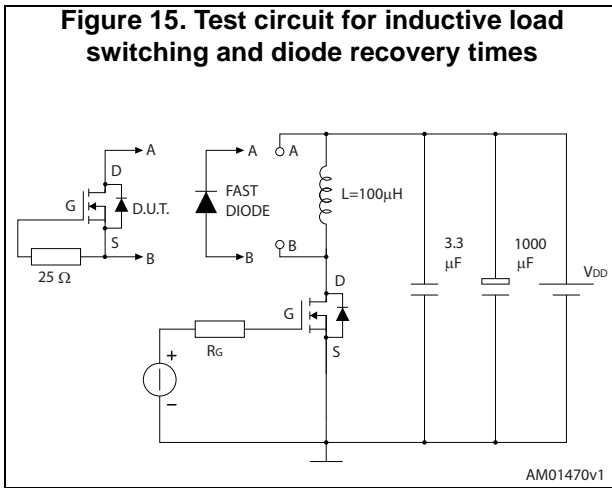 Figure 15. Test circuit for inductive load
switching and diode recovery times
A
D
G
D.U.T.
S
B
25 Ω
A
FAST
DIODE
B
A
L=100μH
B
D
G
S
RG
+
−
3.3
μF
1000
μF
VDD
AM01470v1